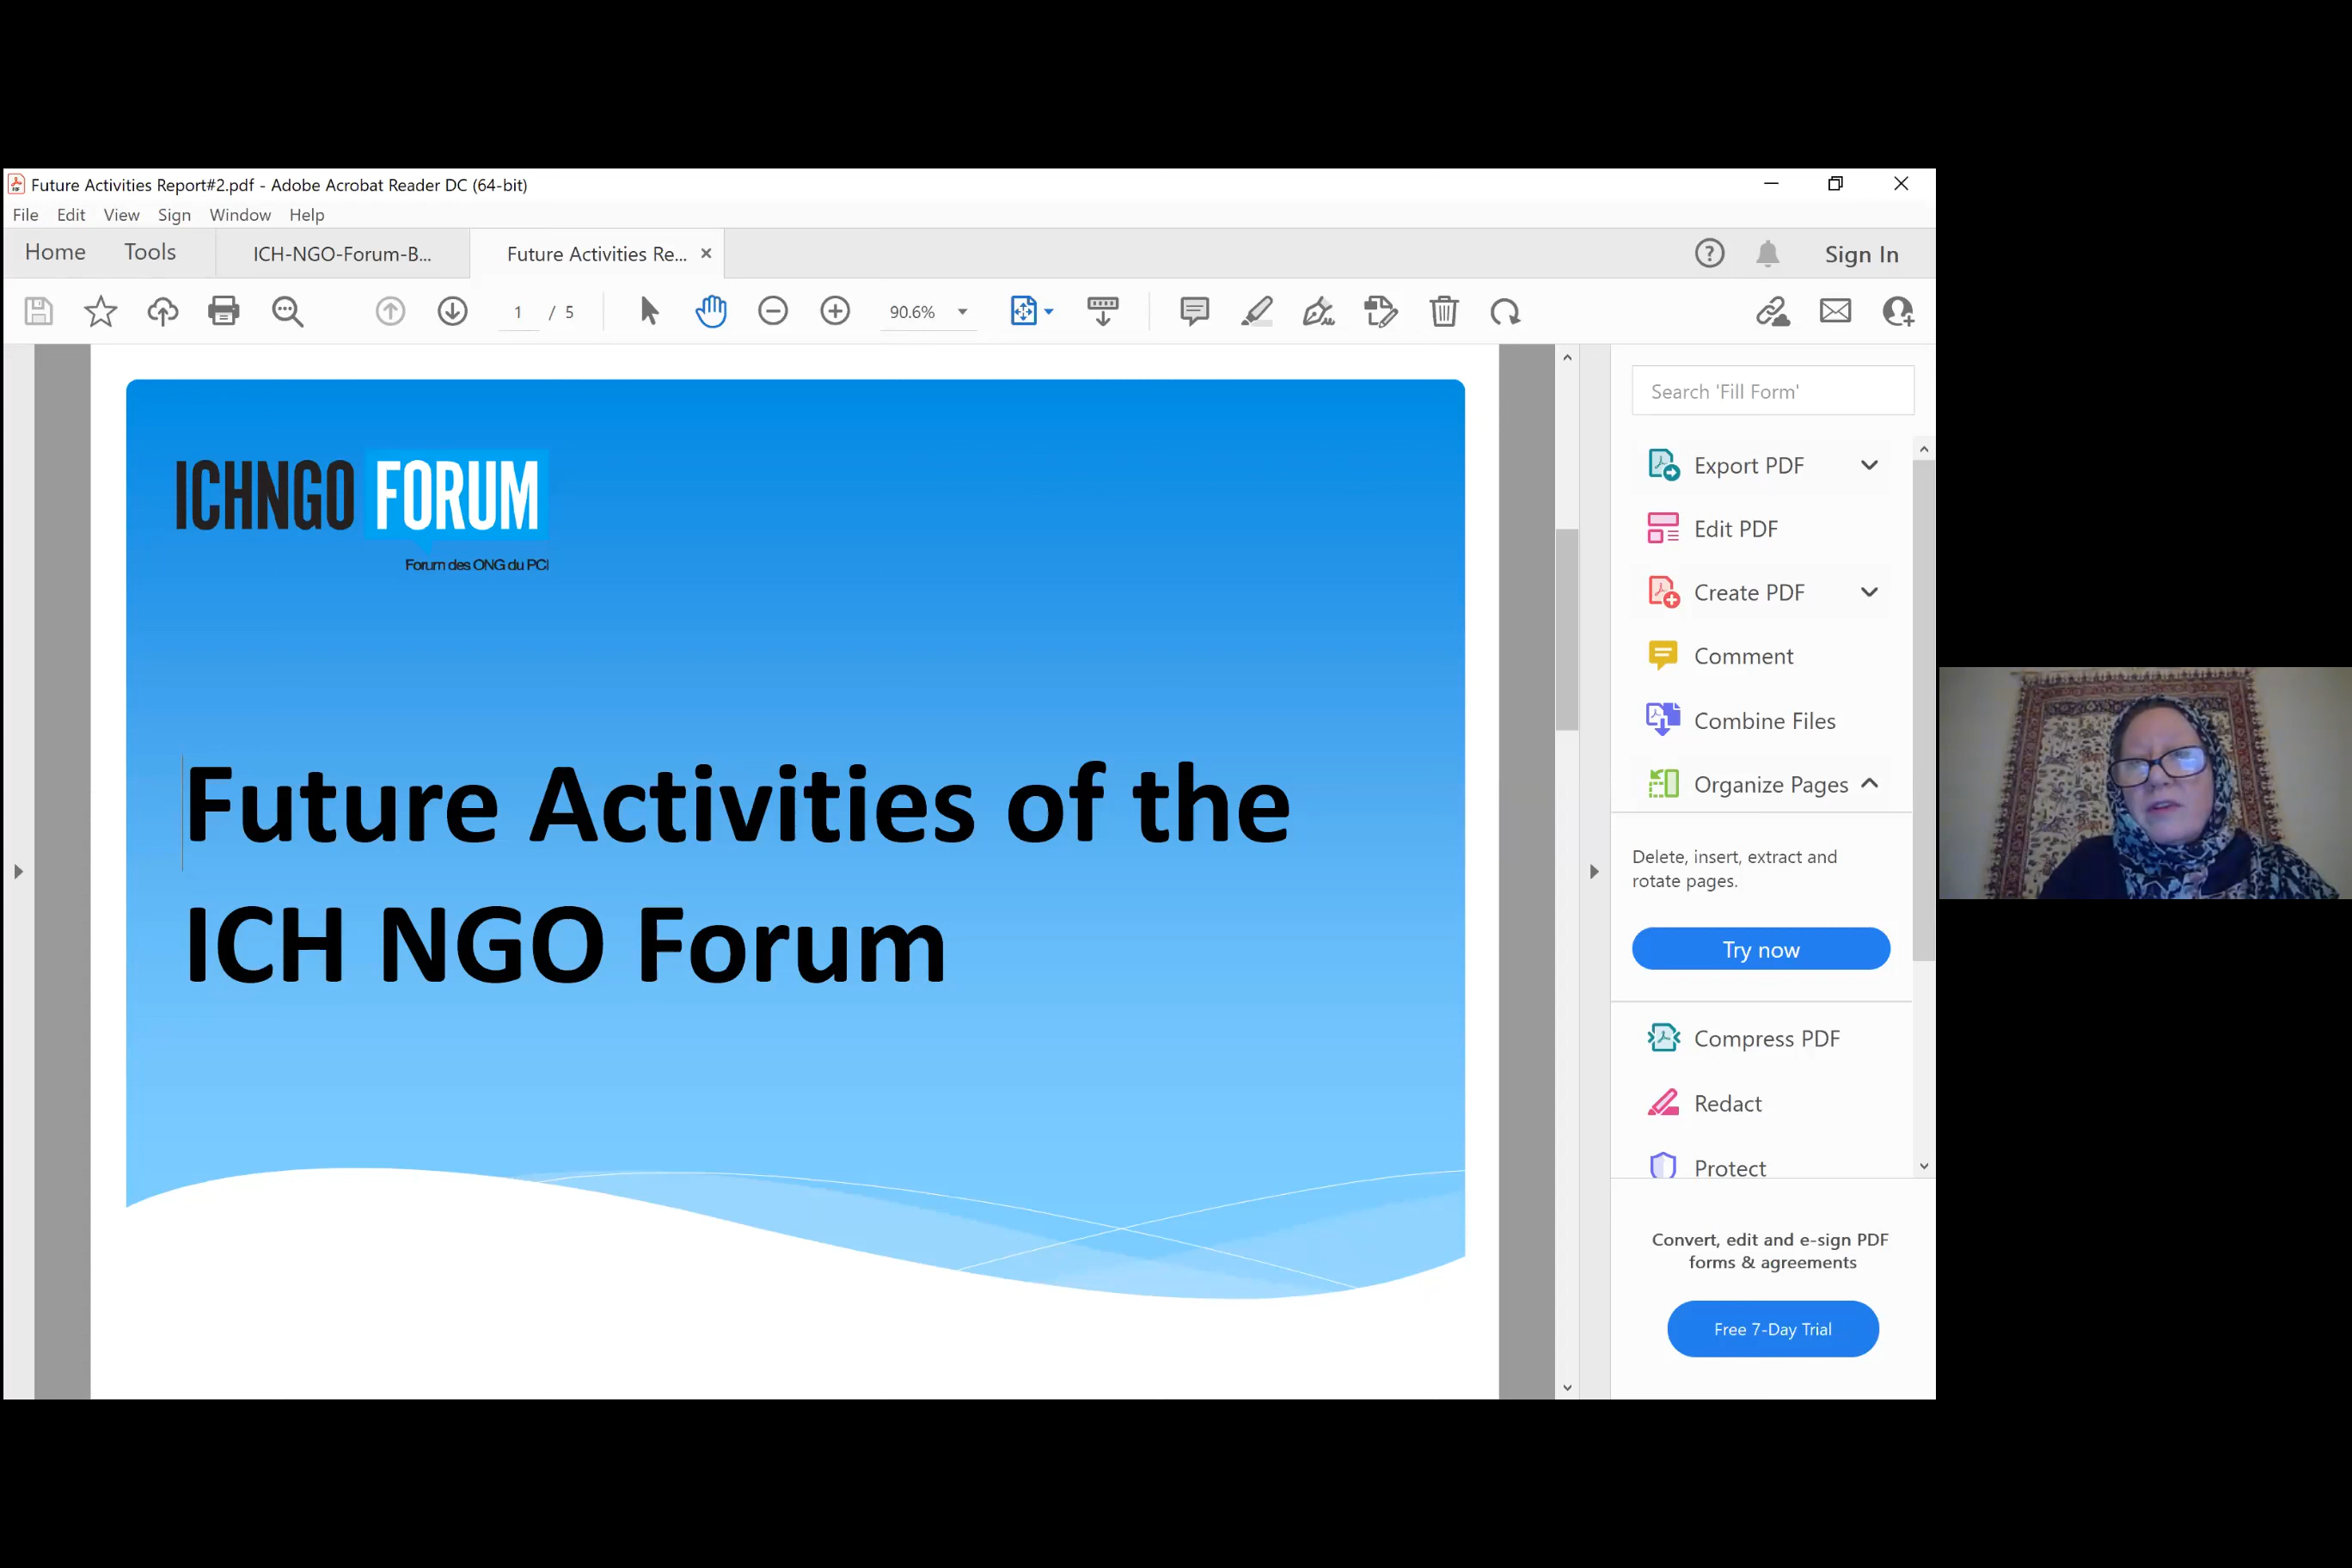 Future Activities Report#2.pdf - Adobe Acrobat Reader DC (64-bit)
File Edit View Sign Window Help
Home Tools ICH-NGO-Forum-B... Future Activities Re... Sign In
1 / 5 90.6%
ICHNGO FORUM
Forum des ONG du PCI
Future Activities of the
ICH NGO Forum
Search 'Fill Form'
Export PDF
Edit PDF
Create PDF
Comment
Combine Files
Organize Pages
Delete, insert, extract and
rotate pages.
Try now
Compress PDF
Redact
Protect
Convert, edit and e-sign PDF
forms & agreements
Free 7-Day Trial